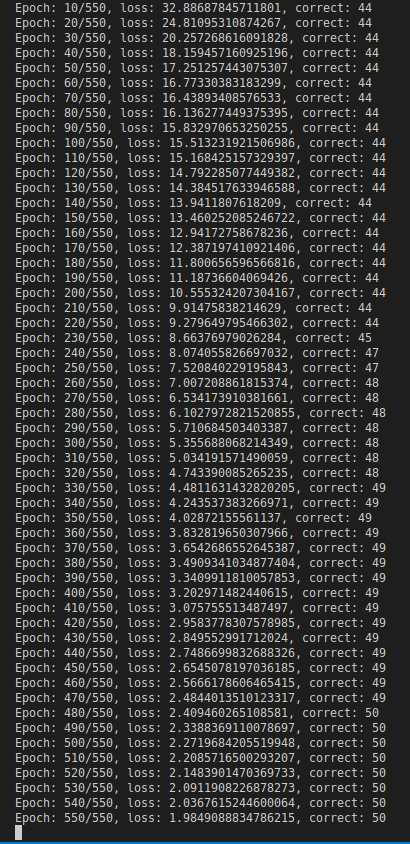 Epoch: 10/550, loss: 32.88687845711801, correct: 44
Epoch: 20/550, loss: 24.81095310874267, correct: 44
Epoch: 30/550, loss: 20.257268616091828, correct: 44
Epoch: 40/550, loss: 18.159457160925196, correct: 44
Epoch: 50/550, loss: 17.251257443075307, correct: 44
Epoch: 60/550, loss: 16.77330383183299, correct: 44
Epoch: 70/550, loss: 16.43893408576533, correct: 44
Epoch: 80/550, loss: 16.136277449375395, correct: 44
Epoch: 90/550, loss: 15.832970653250255, correct: 44
Epoch: 100/550, loss: 15.513231921506986, correct: 44
Epoch: 110/550, loss: 15.168425157329397, correct: 44
Epoch: 120/550, loss: 14.792285077449382, correct: 44
Epoch: 130/550, loss: 14.384517633946588, correct: 44
Epoch: 140/550, loss: 13.9411807618209, correct: 44
Epoch: 150/550, loss: 13.460252085246722, correct: 44
Epoch: 160/550, loss: 12.94172758678236, correct: 44
Epoch: 170/550, loss: 12.387197410921406, correct: 44
Epoch: 180/550, loss: 11.800656596566816, correct: 44
Epoch: 190/550, loss: 11.18736604069426, correct: 44
Epoch: 200/550, loss: 10.555324207304167, correct: 44
Epoch: 210/550, loss: 9.91475838214629, correct: 44
Epoch: 220/550, loss: 9.279649795466302, correct: 44
Epoch: 230/550, loss: 8.66376979026284, correct: 45
Epoch: 240/550, loss: 8.074055826697032, correct: 47
Epoch: 250/550, loss: 7.520840229195843, correct: 47
Epoch: 260/550, loss: 7.007208861815374, correct: 48
Epoch: 270/550, loss: 6.534173910381661, correct: 48
Epoch: 280/550, loss: 6.1027972821520855, correct: 48
Epoch: 290/550, loss: 5.710684503403387, correct: 48
Epoch: 300/550, loss: 5.355688068214349, correct: 48
Epoch: 310/550, loss: 5.034191571490059, correct: 48
Epoch: 320/550, loss: 4.743390085265235, correct: 48
Epoch: 330/550, loss: 4.4811631432820205, correct: 49
Epoch: 340/550, loss: 4.243537383266971, correct: 49
Epoch: 350/550, loss: 4.02872155561137, correct: 49
Epoch: 360/550, loss: 3.832819650307966, correct: 49
Epoch: 370/550, loss: 3.6542686552645387, correct: 49
Epoch: 380/550, loss: 3.4909341034877404, correct: 49
Epoch: 390/550, loss: 3.3409911810057853, correct: 49
Epoch: 400/550, loss: 3.202971482440615, correct: 49
Epoch: 410/550, loss: 3.075755513487497, correct: 49
Epoch: 420/550, loss: 2.9583778307578985, correct: 49
Epoch: 430/550, loss: 2.849552991712024, correct: 49
Epoch: 440/550, loss: 2.7486699832688326, correct: 49
Epoch: 450/550, loss: 2.6545078197036185, correct: 49
Epoch: 460/550, loss: 2.5666178606465415, correct: 49
Epoch: 470/550, loss: 2.4844013510123317, correct: 49
Epoch: 480/550, loss: 2.409460265108581, correct: 50
Epoch: 490/550, loss: 2.3388369110078697, correct: 50
Epoch: 500/550, loss: 2.2719684205519948, correct: 50
Epoch: 510/550, loss: 2.2085716500293207, correct: 50
Epoch: 520/550, loss: 2.1483901470369733, correct: 50
Epoch: 530/550, loss: 2.0911908226878273, correct: 50
Epoch: 540/550, loss: 2.0367615244600064, correct: 50
Epoch: 550/550, loss: 1.9849088834786215, correct: 50